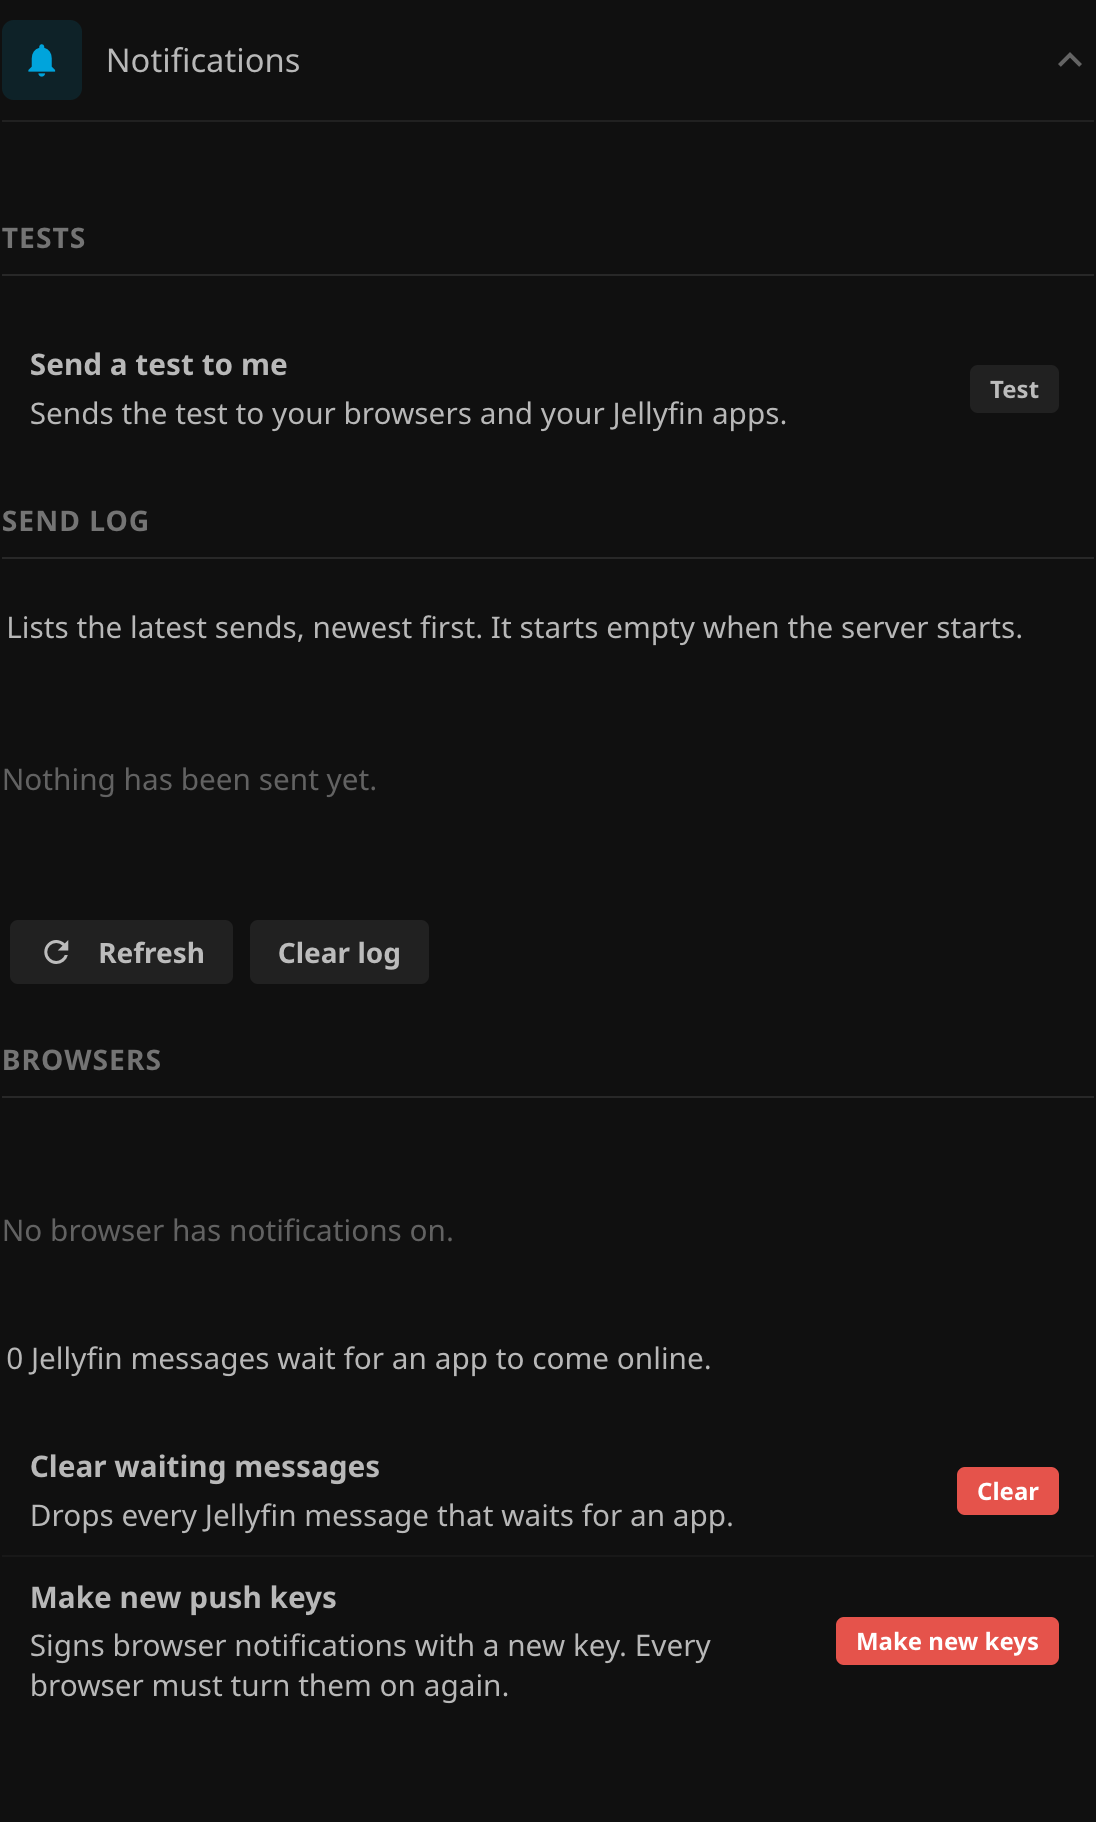 Notifications
TESTS
Send a test to me
Sends the test to your browsers and your Jellyfin apps.
Test
SEND LOG
Lists the latest sends, newest first. It starts empty when the server starts.
Nothing has been sent yet.
Refresh
Clear log
BROWSERS
No browser has notifications on.
0 Jellyfin messages wait for an app to come online.
Clear waiting messages
Drops every Jellyfin message that waits for an app.
Clear
Make new push keys
Signs browser notifications with a new key. Every
browser must turn them on again.
Make new keys